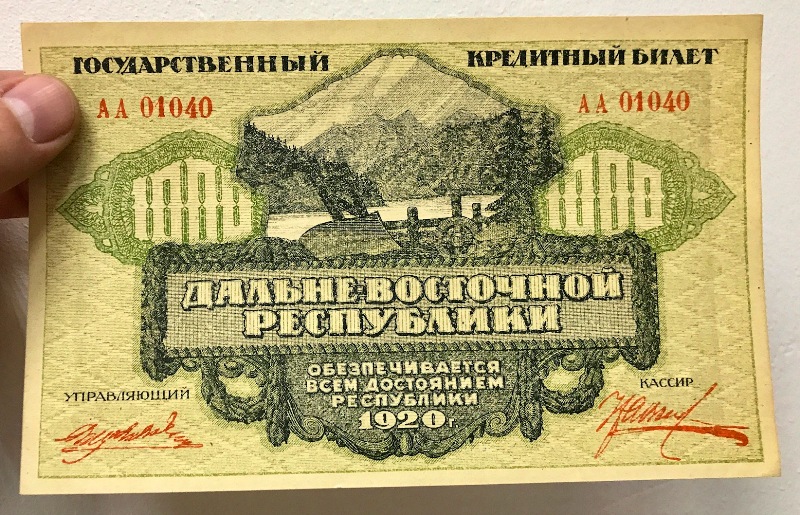 ГОСУДАРСТВЕННЫЙ КРЕДИТНЫЙ БИЛЕТ
АА 01040 АА 01040
1000 1000
ДАЛЬНЕ-ВОСТОЧНОЙ
РЕСПУБЛИКИ
ОБЕЗПЕЧИВАЕТСЯ
ВСЕМ ДОСТОЯНИЕМ
РЕСПУБЛИКИ
1920г.
УПРАВЛЯЮЩИЙ КАССИР